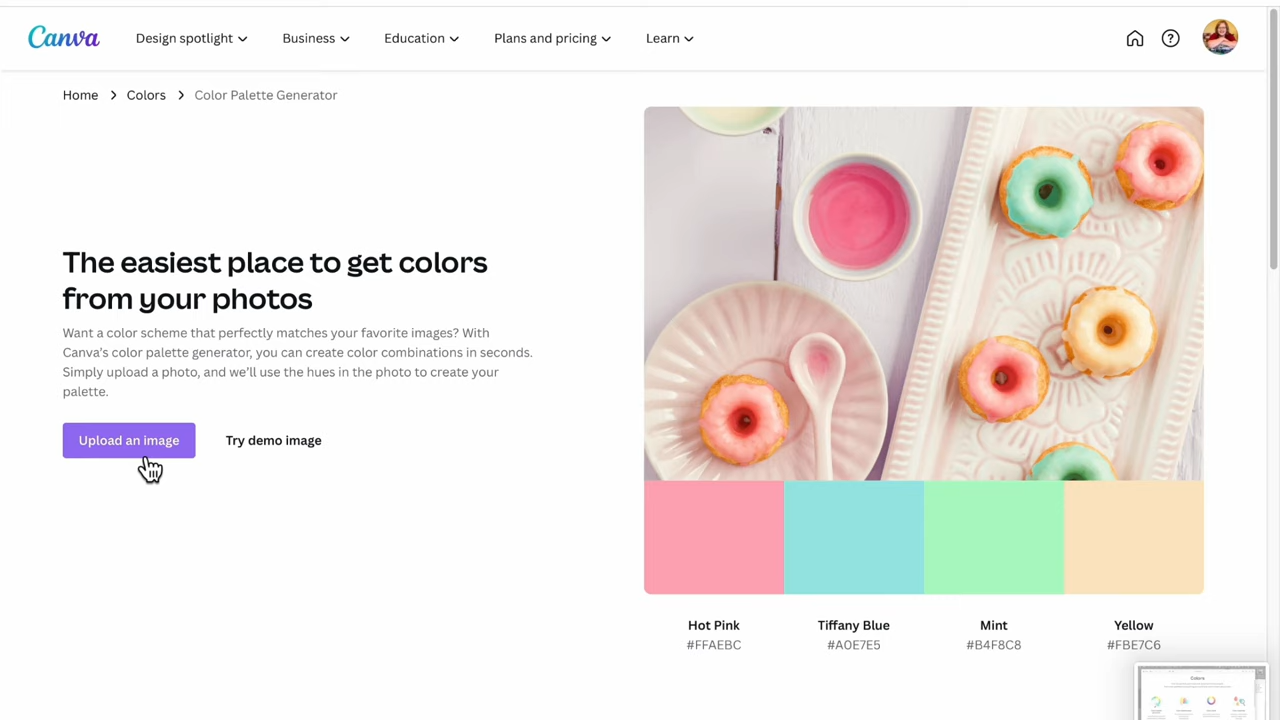 Canva
Design spotlight
Business
Education
Plans and pricing
Learn
Home
Colors
Color Palette Generator
The easiest place to get colors
from your photos
Want a color scheme that perfectly matches your favorite images? With
Canva's color palette generator, you can create color combinations in seconds.
Simply upload a photo, and we'll use the hues in the photo to create your
palette.
Upload an image
Try demo image
Hot Pink
Tiffany Blue
Mint
Yellow
#FFAEBC
#A0E7E5
#B4F8C8
#FBE7C6
Colors